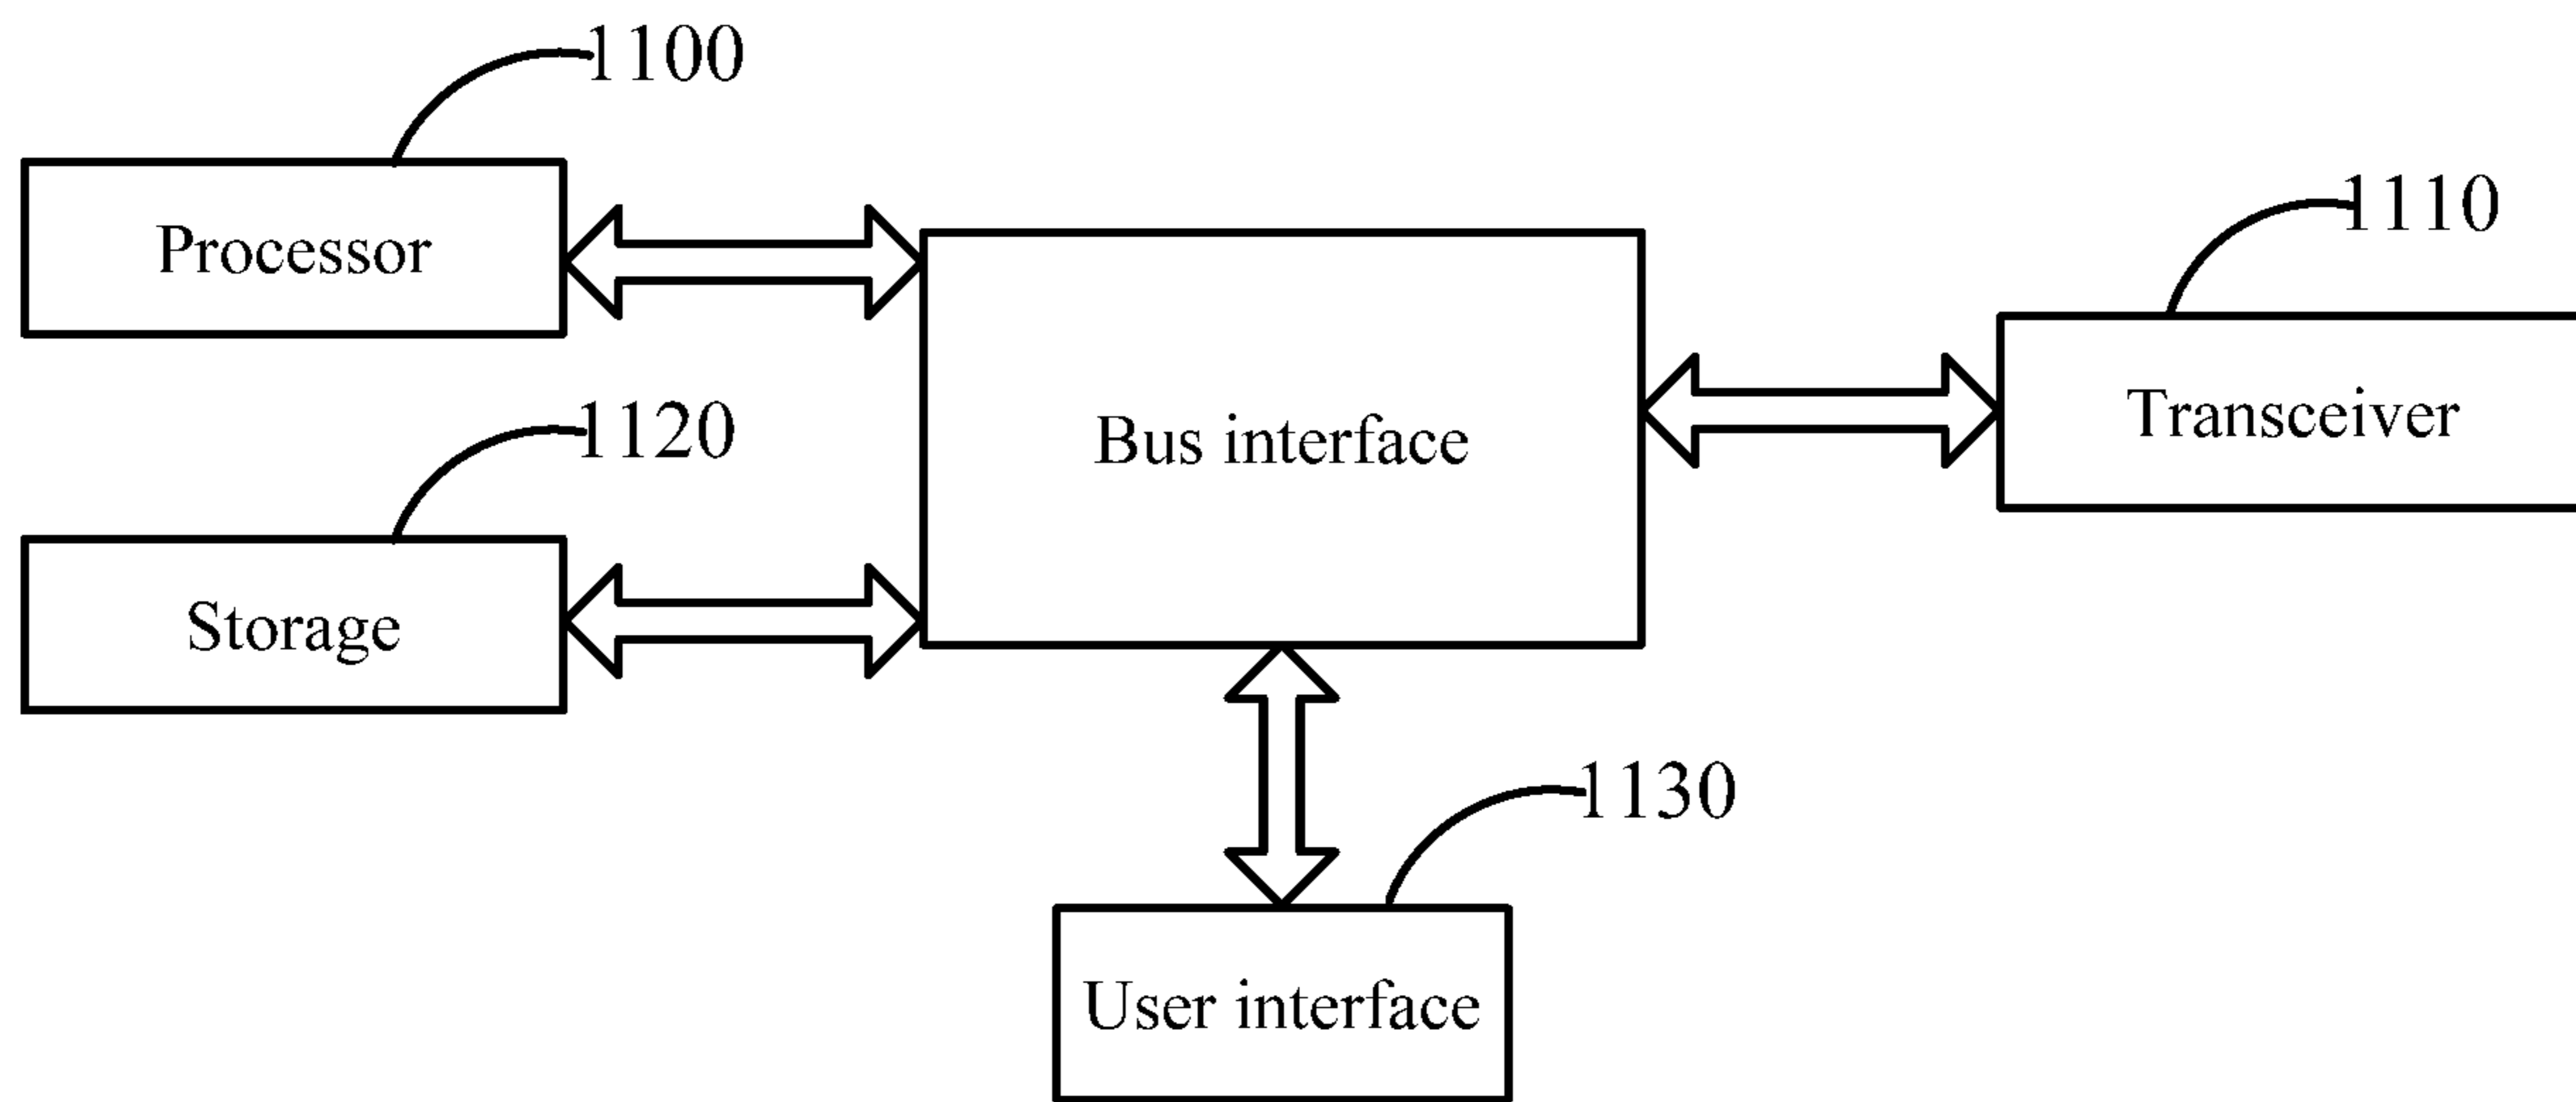 1100
Processor
1110
Bus interface
Transceiver
1120
Storage
1130
User interface